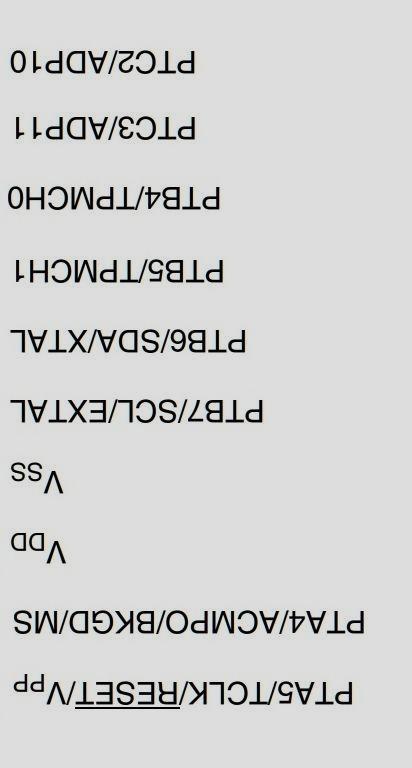 PTA5/TCLK/RESET/VPP
PTA4/ACMPO/BKGD/MS
VDD
VSS
PTB7/SCL/EXTAL
PTB6/SDA/XTAL
PTB5/TPMCH1
PTB4/TPMCH0
PTC3/ADP11
PTC2/ADP10